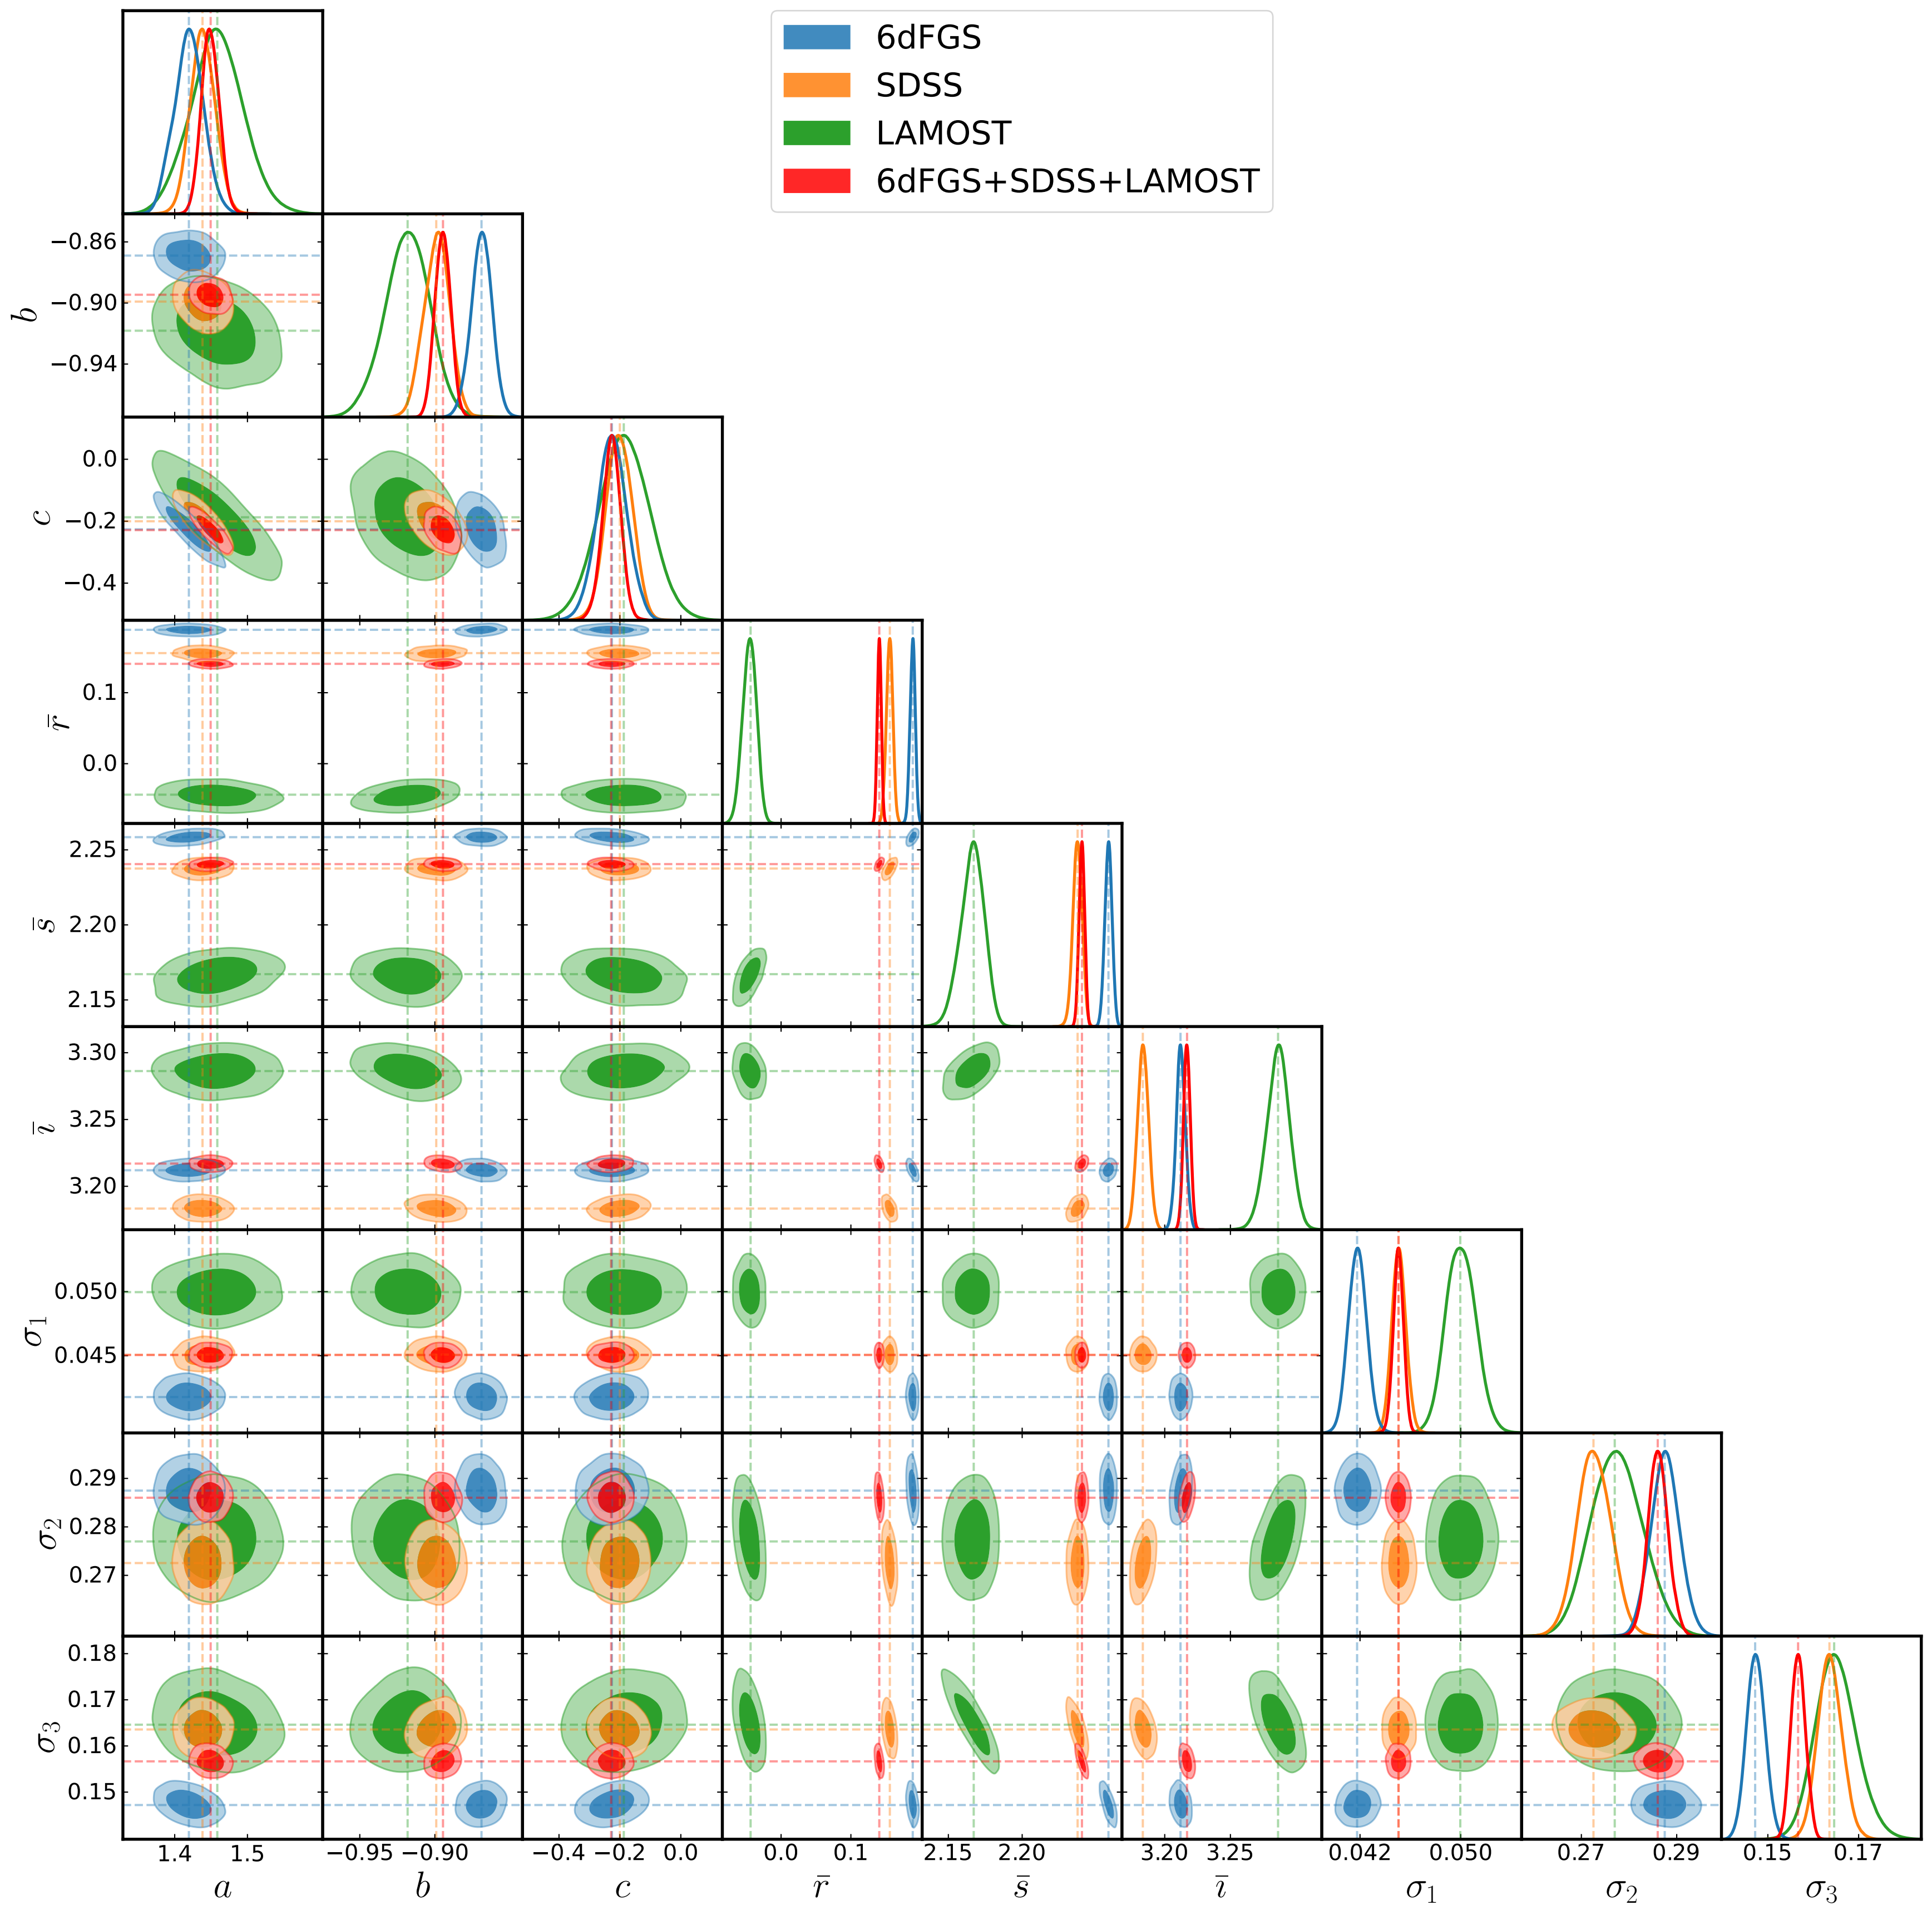 6dFGS
SDSS
LAMOST
6dFGS+SDSS+LAMOST
−0.86
−0.90
−0.94
b
0.0
−0.2
−0.4
c
0.1
0.0
r̄
2.25
2.20
2.15
s̄
3.30
3.25
3.20
ī
0.050
0.045
σ₁
0.29
0.28
0.27
σ₂
0.18
0.17
0.16
0.15
σ₃
1.4 1.5 −0.95 −0.90 −0.4 −0.2 0.0 0.0 0.1 2.15 2.20 3.20 3.25 0.042 0.050 0.27 0.29 0.15 0.17
a b c r̄ s̄ ī σ₁ σ₂ σ₃